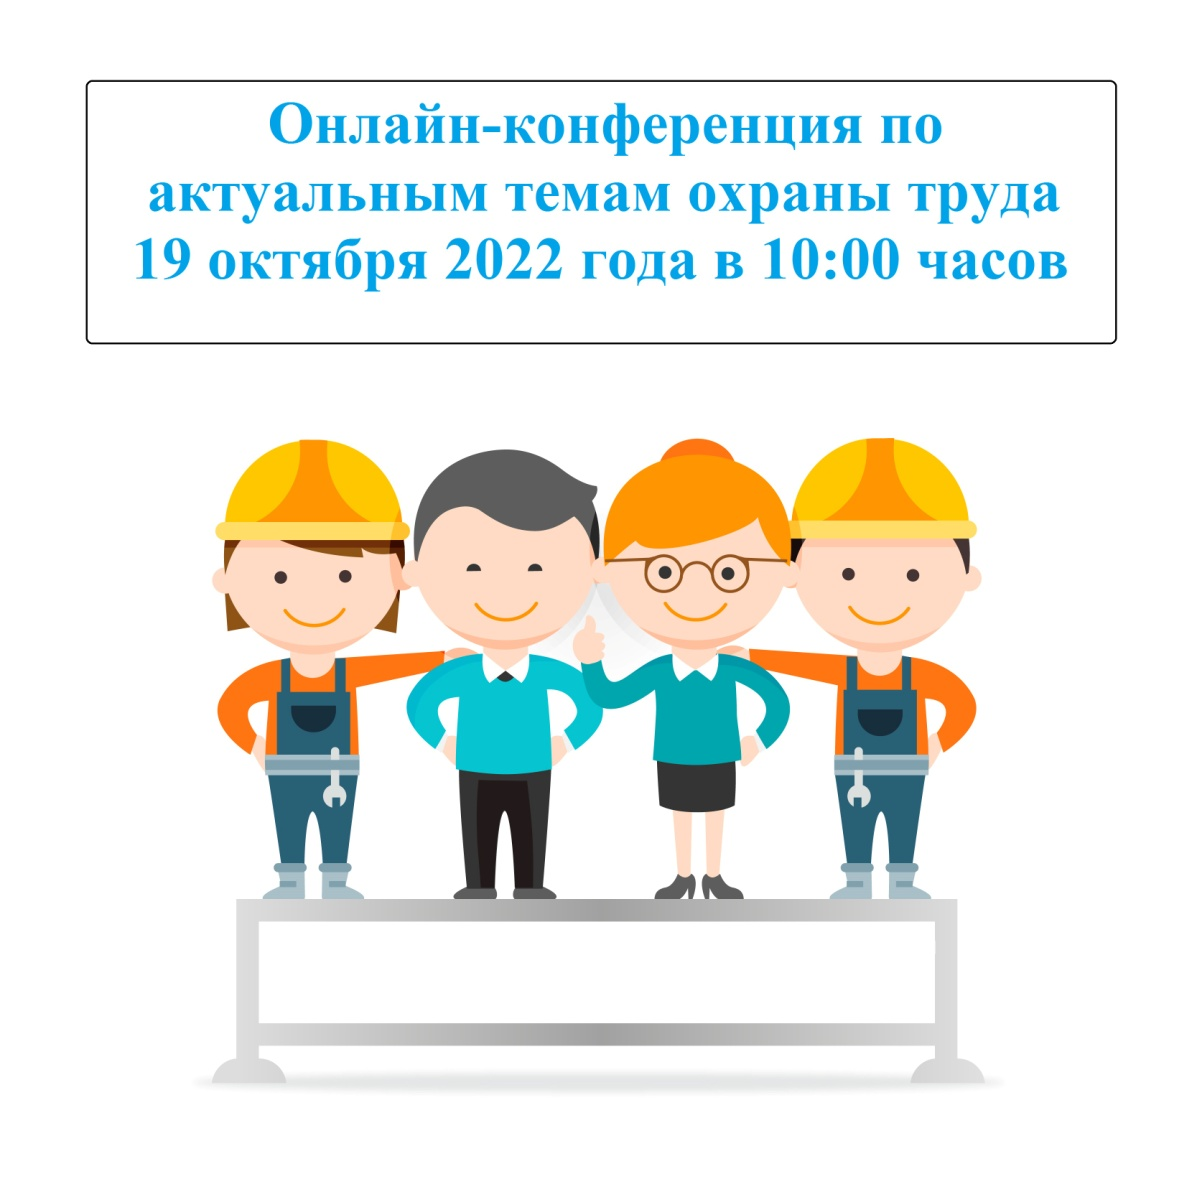 Онлайн-конференция по
актуальным темам охраны труда
19 октября 2022 года в 10:00 часов